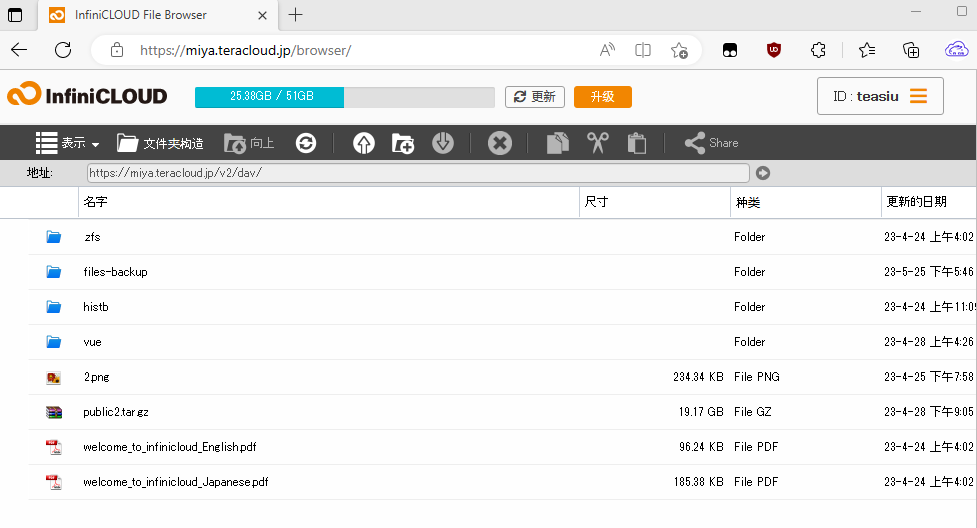 InfiniCLOUD File Browser
https://miya.teracloud.jp/browser/
InfiniCLOUD 25.33GB / 51GB 更新 升级 ID : teasiu
表示 文件夹构造 向上 Share
地址: https://miya.teracloud.jp/v2/dav/
名字 尺寸 种类 更新的日期
zfs Folder 23-4-24 上午4:02
files-backup Folder 23-5-25 下午5:46
histb Folder 23-4-24 上午11:09
vue Folder 23-4-28 上午4:26
2.png 234.34 KB File PNG 23-4-25 下午7:58
public2.tar.gz 19.17 GB File GZ 23-4-28 下午9:05
welcome_to_infinicloud_English.pdf 96.24 KB File PDF 23-4-24 上午4:02
welcome_to_infinicloud_Japanese.pdf 185.38 KB File PDF 23-4-24 上午4:02